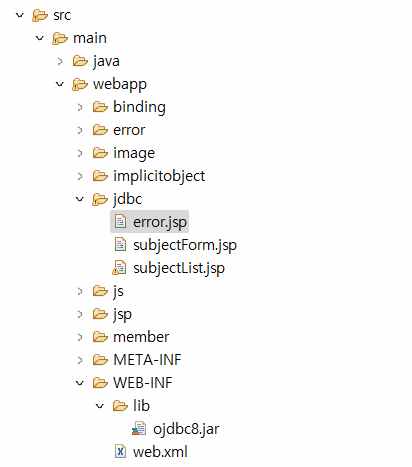 src
main
java
webapp
binding
error
image
implicitobject
jdbc
error.jsp
subjectForm.jsp
subjectList.jsp
js
jsp
member
META-INF
WEB-INF
lib
ojdbc8.jar
web.xml